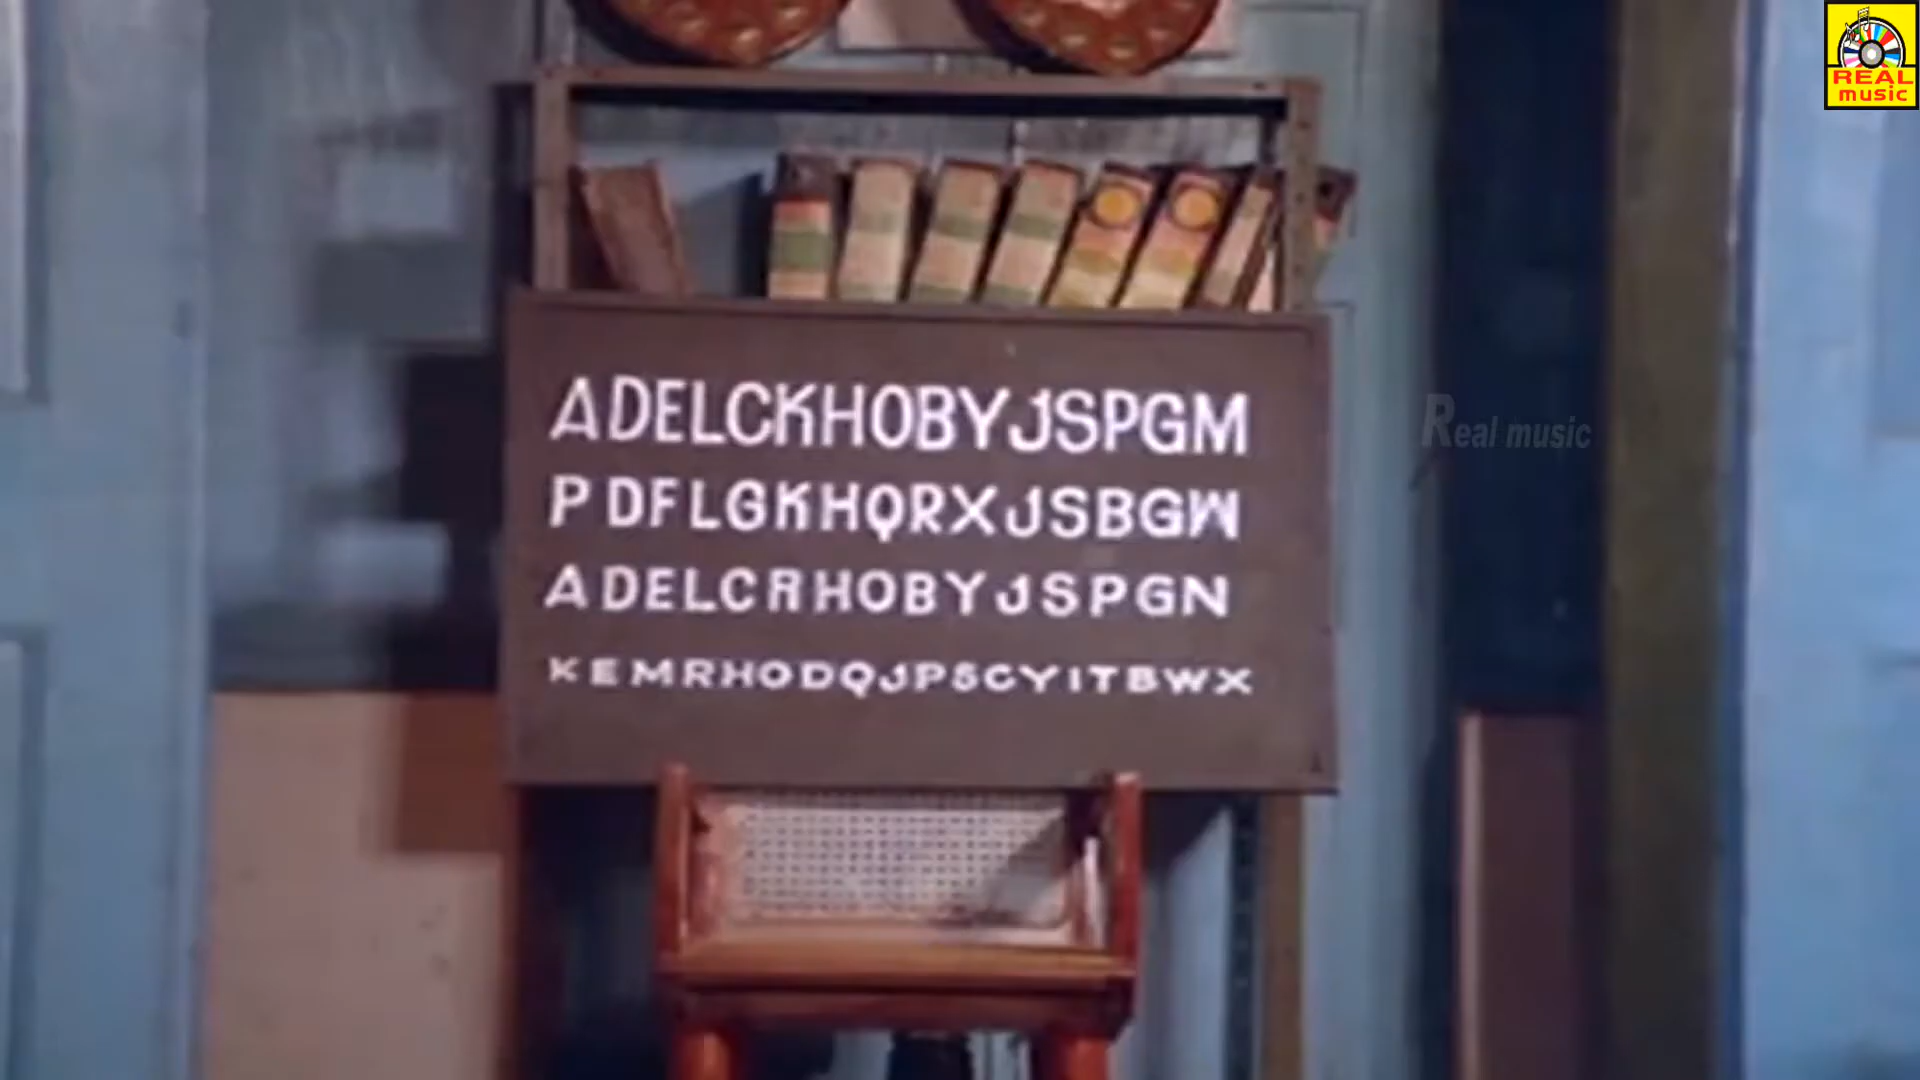 REAL
music
ADELCKHOBYJSPGM
PDFLGKHQRXJSBGW
Real music
ADELCRHOBYJSPGN
KEMRHODQJPSCYITBWX